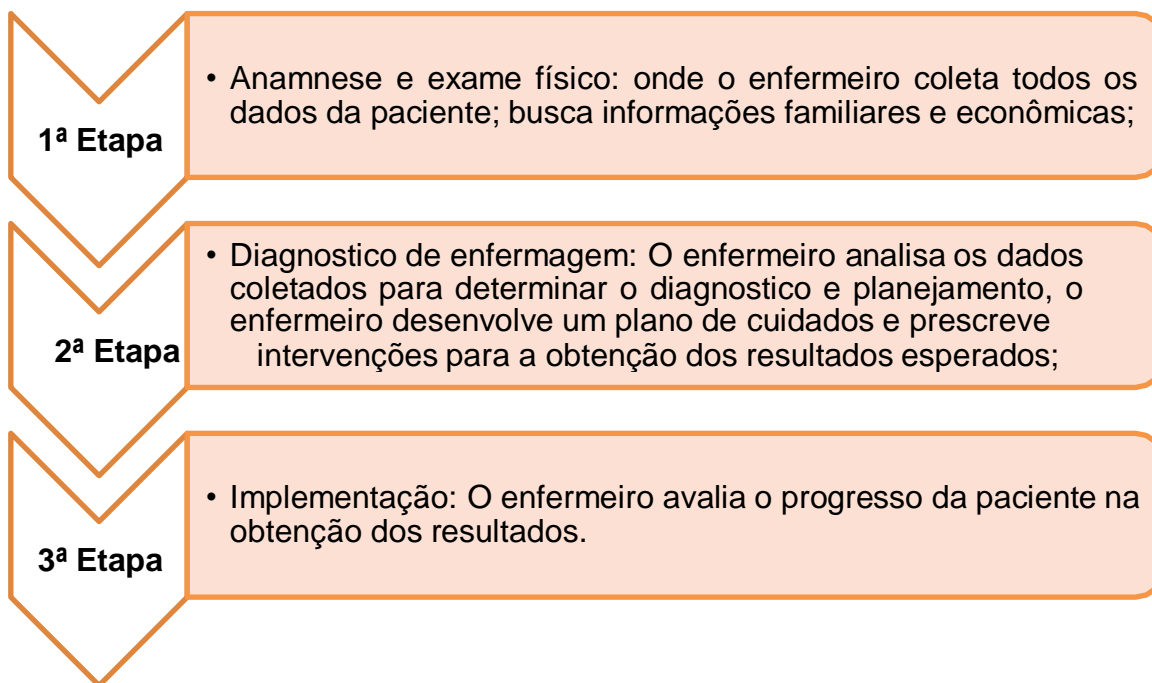 1ª Etapa
• Anamnese e exame físico: onde o enfermeiro coleta todos os
dados da paciente; busca informações familiares e econômicas;
2ª Etapa
• Diagnostico de enfermagem: O enfermeiro analisa os dados
coletados para determinar o diagnostico e planejamento, o
enfermeiro desenvolve um plano de cuidados e prescreve
intervenções para a obtenção dos resultados esperados;
3ª Etapa
• Implementação: O enfermeiro avalia o progresso da paciente na
obtenção dos resultados.